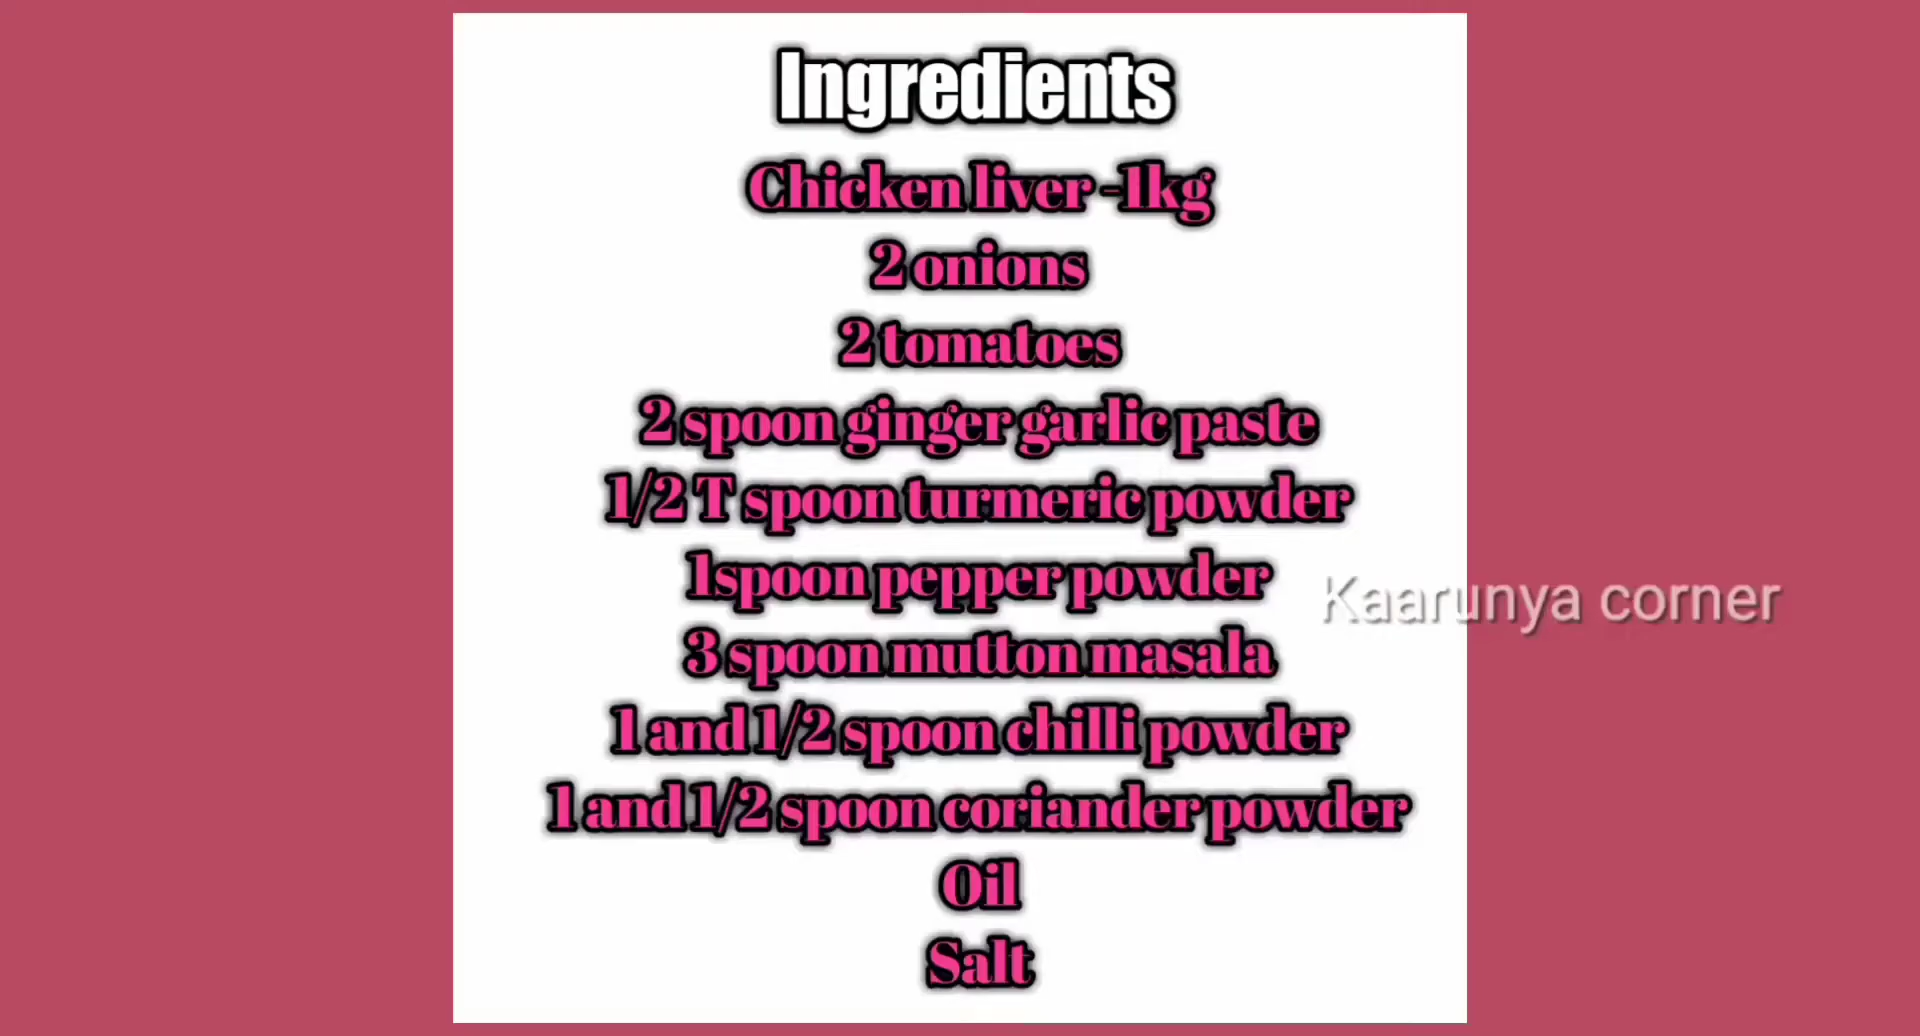 Ingredients
Chicken liver -1kg
2 onions
2 tomatoes
2 spoon ginger garlic paste
1/2 T spoon turmeric powder
1spoon pepper powder
Kaarunya corner
3 spoon mutton masala
1 and 1/2 spoon chilli powder
1 and 1/2 spoon coriander powder
Oil
Salt